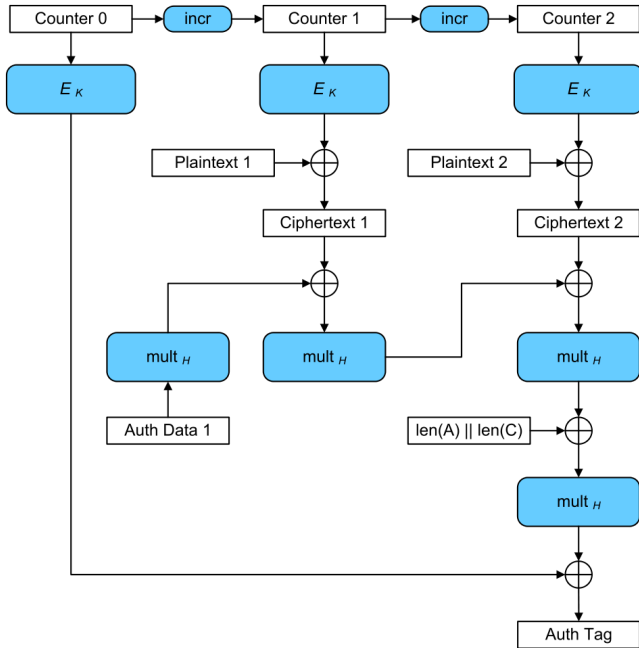 Counter 0
incr
Counter 1
incr
Counter 2
E K
E K
E K
Plaintext 1
Plaintext 2
Ciphertext 1
Ciphertext 2
mult H
mult H
mult H
Auth Data 1
len(A) || len(C)
mult H
Auth Tag